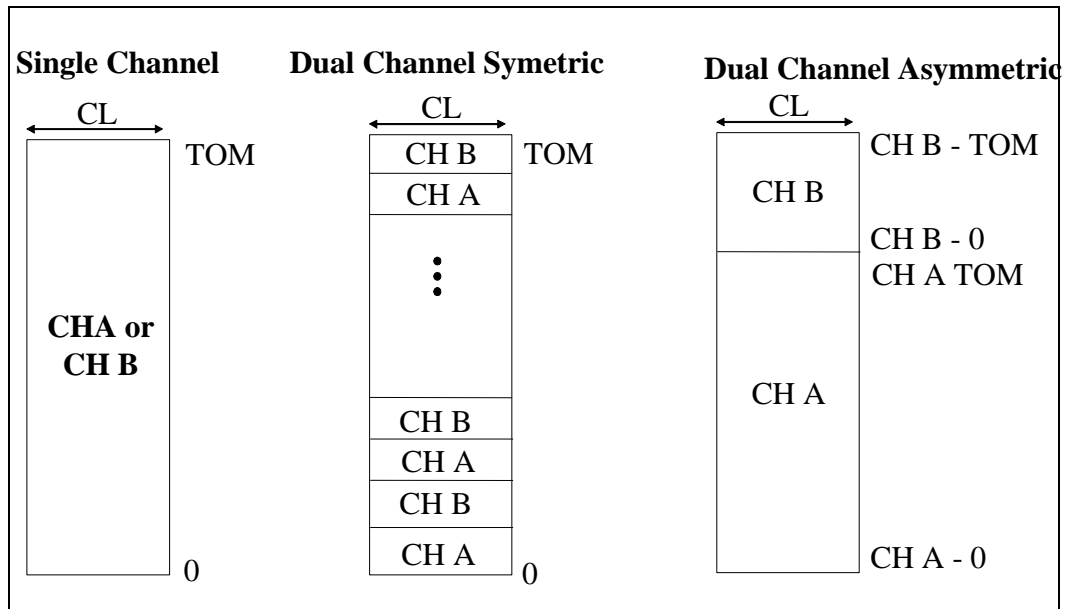 Single Channel
CL
TOM
CHA or
CH B
0
Dual Channel Symetric
CL
CH B
TOM
CH A
CH B
CH A
CH B
CH A
0
Dual Channel Asymmetric
CL
CH B - TOM
CH B
CH B - 0
CH A TOM
CH A
CH A - 0